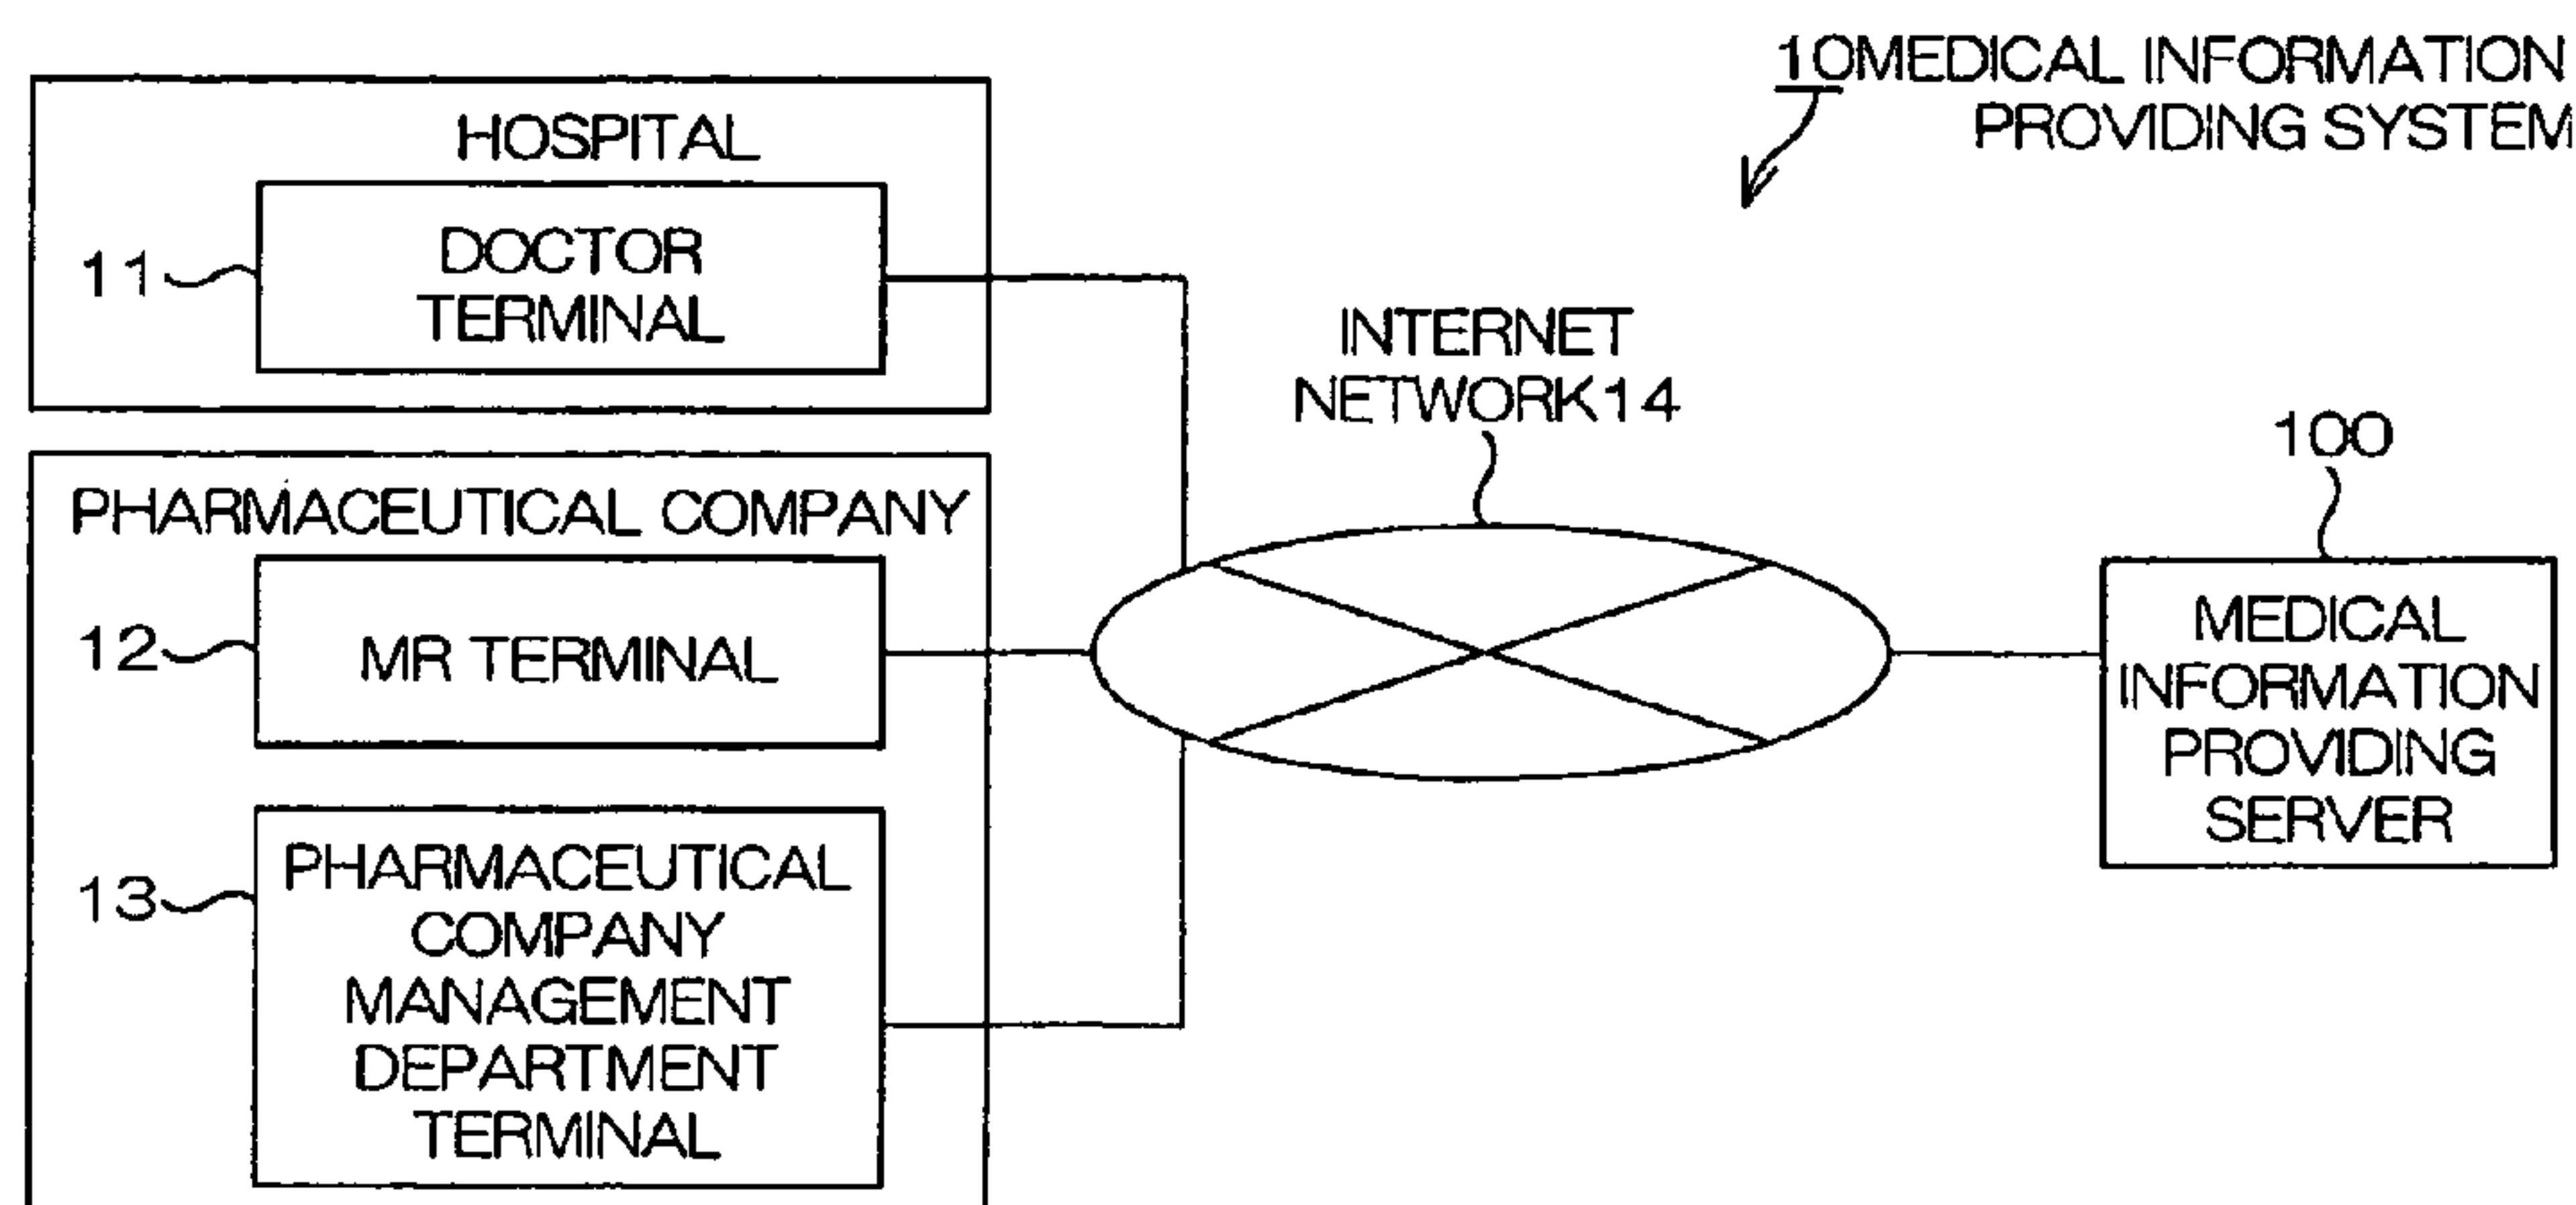 10MEDICAL INFORMATION
PROVIDING SYSTEM
HOSPITAL
11
DOCTOR
TERMINAL
INTERNET
NETWORK14
100
PHARMACEUTICAL COMPANY
12
MR TERMINAL
MEDICAL
INFORMATION
PROVIDING
SERVER
13
PHARMACEUTICAL
COMPANY
MANAGEMENT
DEPARTMENT
TERMINAL